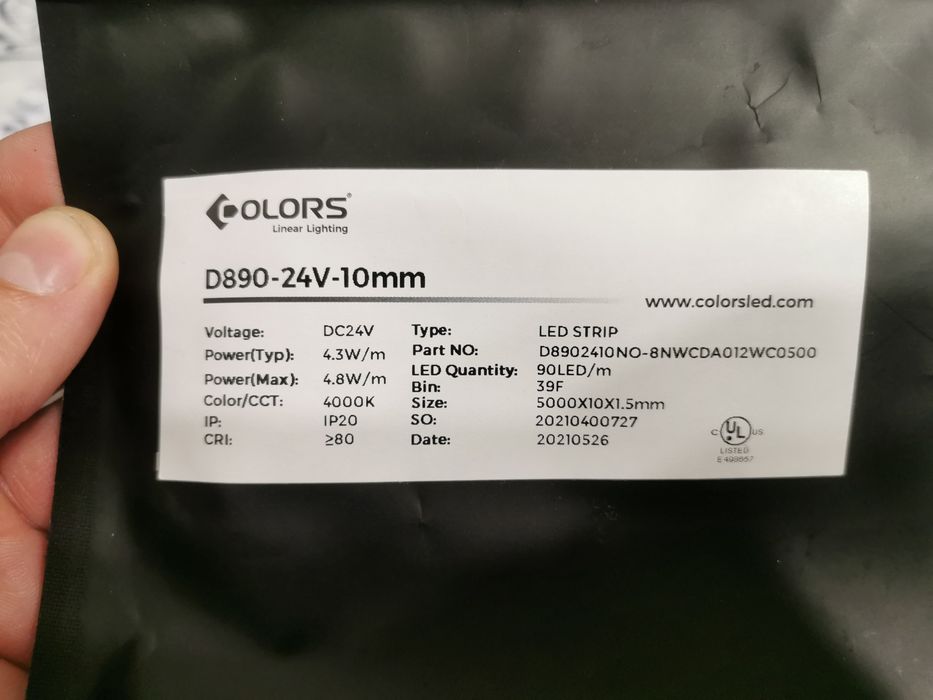 COLORS®
Linear Lighting
D890-24V-10mm
www.colorsled.com
Voltage: DC24V
Power(Typ): 4.3W/m
Power(Max): 4.8W/m
Color/CCT: 4000K
IP: IP20
CRI: ≥80
Type: LED STRIP
Part NO: D8902410NO-8NWCDA012WC0500
LED Quantity: 90LED/m
Bin: 39F
Size: 5000X10X1.5mm
SO: 20210400727
Date: 20210526
C UL US
LISTED